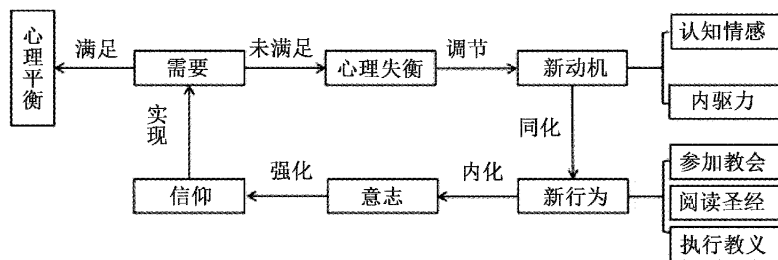 心理平衡
满足
需要
未满足
心理失衡
调节
新动机
认知情感
内驱力
实现
同化
信仰
强化
意志
内化
新行为
参加教会
阅读圣经
执行教义